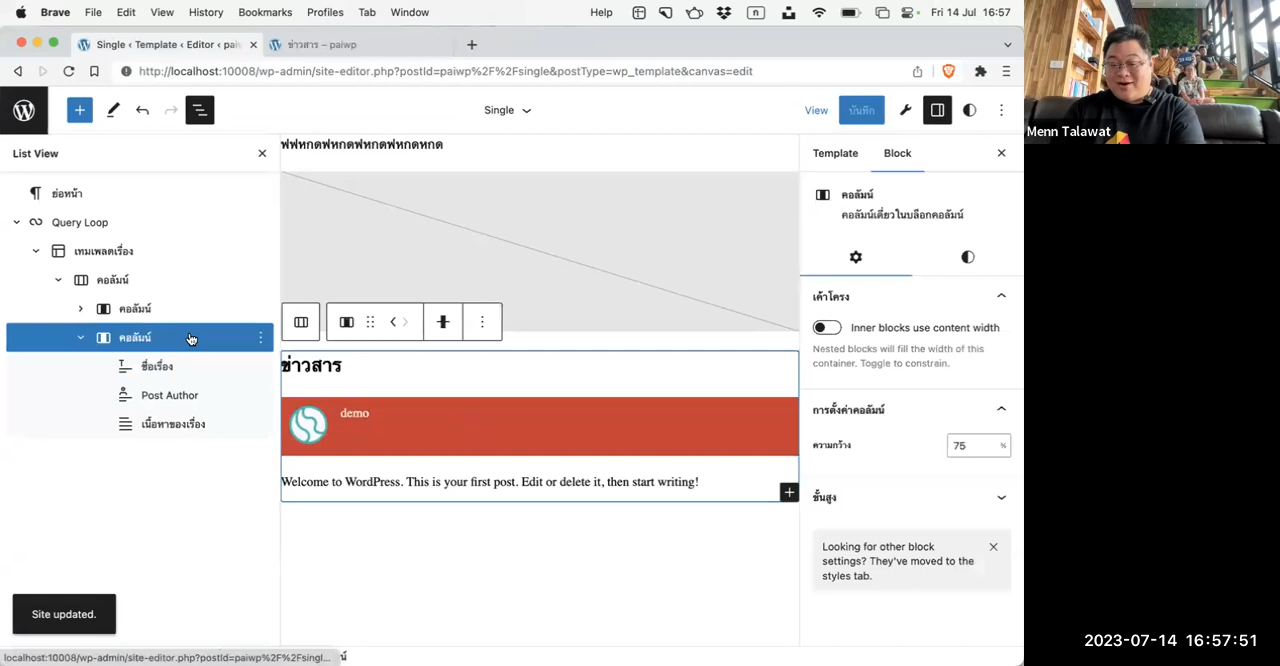 Brave File Edit View History Bookmarks Profiles Tab Window Help Fri 14 Jul 16:57
Single ‹ Template ‹ Editor ‹ pai
ข่าวสาร – paiwp
http://localhost:10008/wp-admin/site-editor.php?postId=paiwp%2F%2Fsingle&postType=wp_template&canvas=edit
Single
View
บันทึก
List View
ย่อหน้า
Query Loop
เทมเพลตเรื่อง
คอลัมน์
คอลัมน์
คอลัมน์
ชื่อเรื่อง
Post Author
เนื้อหาของเรื่อง
Site updated.
localhost:10008/wp-admin/site-editor.php?postId=paiwp%2F%2Fsingl...
ฟฟหกดฟหกดฟหกดฟหกดหกด
ข่าวสาร
demo
Welcome to WordPress. This is your first post. Edit or delete it, then start writing!
Template Block
คอลัมน์
คอลัมน์เดี่ยวในบล็อกคอลัมน์
เค้าโครง
Inner blocks use content width
Nested blocks will fill the width of this
container. Toggle to constrain.
การตั้งค่าคอลัมน์
ความกว้าง
75 %
ขั้นสูง
Looking for other block
settings? They've moved to the
styles tab.
Menn Talawat
2023-07-14 16:57:51